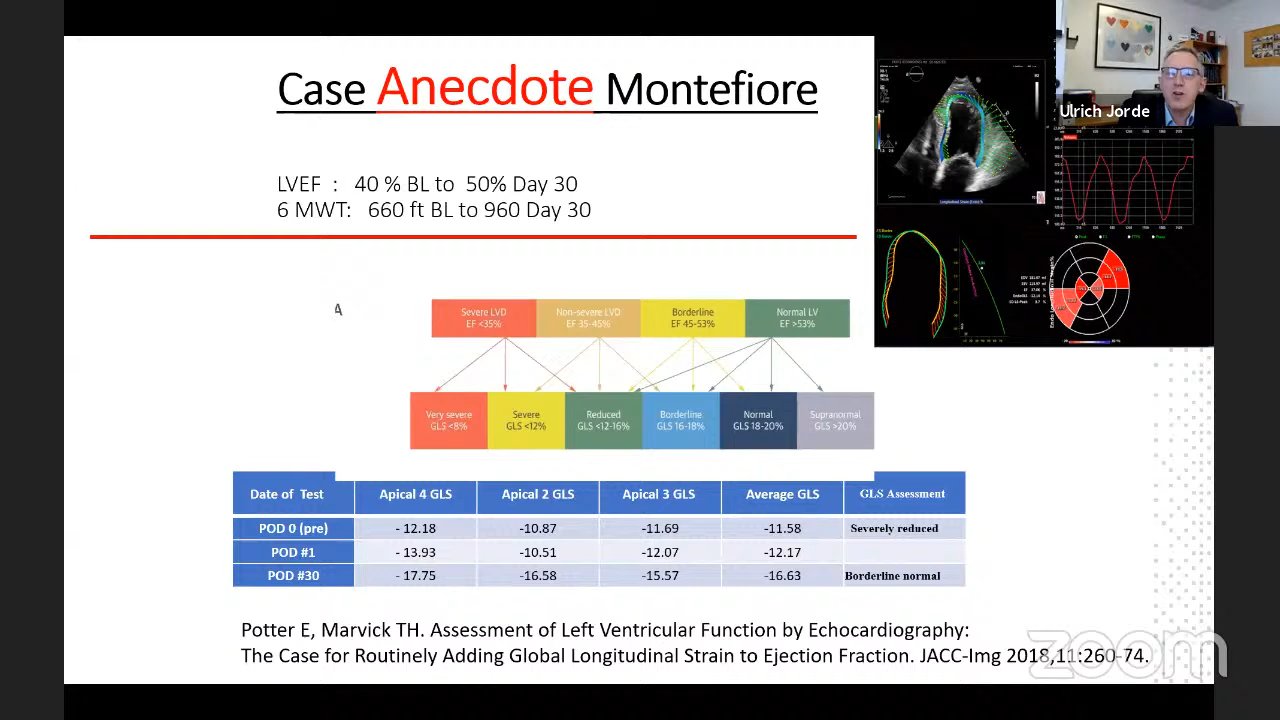 Case Anecdote Montefiore
Ulrich Jorde
LVEF : 40 % BL to 50% Day 30
6 MWT: 660 ft BL to 960 Day 30
A
Severe LVD Non-severe LVD Borderline Normal LV
EF <35% EF 35-45% EF 45-53% EF >53%
Very severe Severe Reduced Borderline Normal Supranormal
GLS <8% GLS <12% GLS <12-16% GLS 16-18% GLS 18-20% GLS >20%
Date of Test Apical 4 GLS Apical 2 GLS Apical 3 GLS Average GLS GLS Assessment
POD 0 (pre) - 12.18 -10.87 -11.69 -11.58 Severely reduced
POD #1 - 13.93 -10.51 -12.07 -12.17
POD #30 - 17.75 -16.58 -15.57 -16.63 Borderline normal
Potter E, Marvick TH. Assessment of Left Ventricular Function by Echocardiography:
The Case for Routinely Adding Global Longitudinal Strain to Ejection Fraction. JACC-Img 2018,11:260-74.
zoom